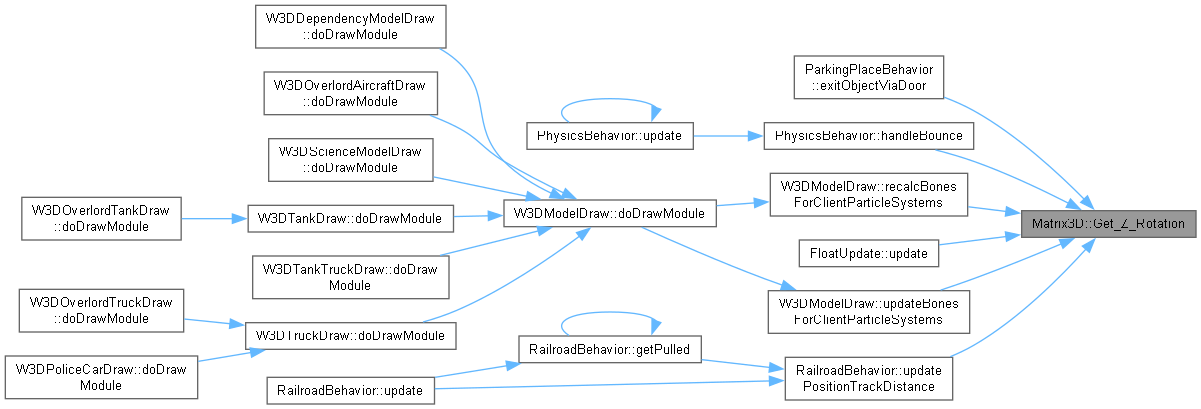 W3DDependencyModelDraw
::doDrawModule
W3DOverlordAircraftDraw
::doDrawModule
W3DScienceModelDraw
::doDrawModule
W3DOverlordTankDraw
::doDrawModule
W3DTankDraw::doDrawModule
W3DTankTruckDraw::doDraw
Module
W3DOverlordTruckDraw
::doDrawModule
W3DTruckDraw::doDrawModule
W3DPoliceCarDraw::doDraw
Module
RailroadBehavior::update
PhysicsBehavior::update
W3DModelDraw::doDrawModule
RailroadBehavior::getPulled
ParkingPlaceBehavior
::exitObjectViaDoor
PhysicsBehavior::handleBounce
W3DModelDraw::recalcBones
ForClientParticleSystems
FloatUpdate::update
W3DModelDraw::updateBones
ForClientParticleSystems
RailroadBehavior::update
PositionTrackDistance
Matrix3D::Get_Z_Rotation